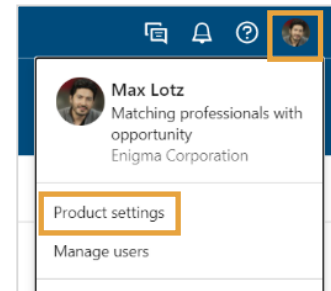 Max Lotz
Matching professionals with
opportunity
Enigma Corporation
Product settings
Manage users